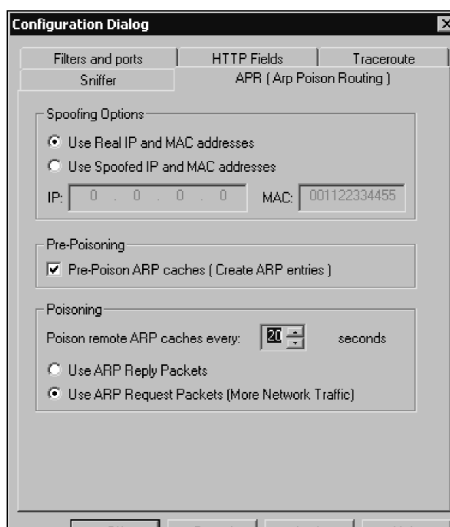 Configuration Dialog
Filters and ports
HTTP Fields
Traceroute
Sniffer
APR ( Arp Poison Routing )
Spoofing Options
Use Real IP and MAC addresses
Use Spoofed IP and MAC addresses
IP: 0 . 0 . 0 . 0 MAC: 001122334455
Pre-Poisoning
Pre-Poison ARP caches ( Create ARP entries )
Poisoning
Poison remote ARP caches every: 20 seconds
Use ARP Reply Packets
Use ARP Request Packets (More Network Traffic)